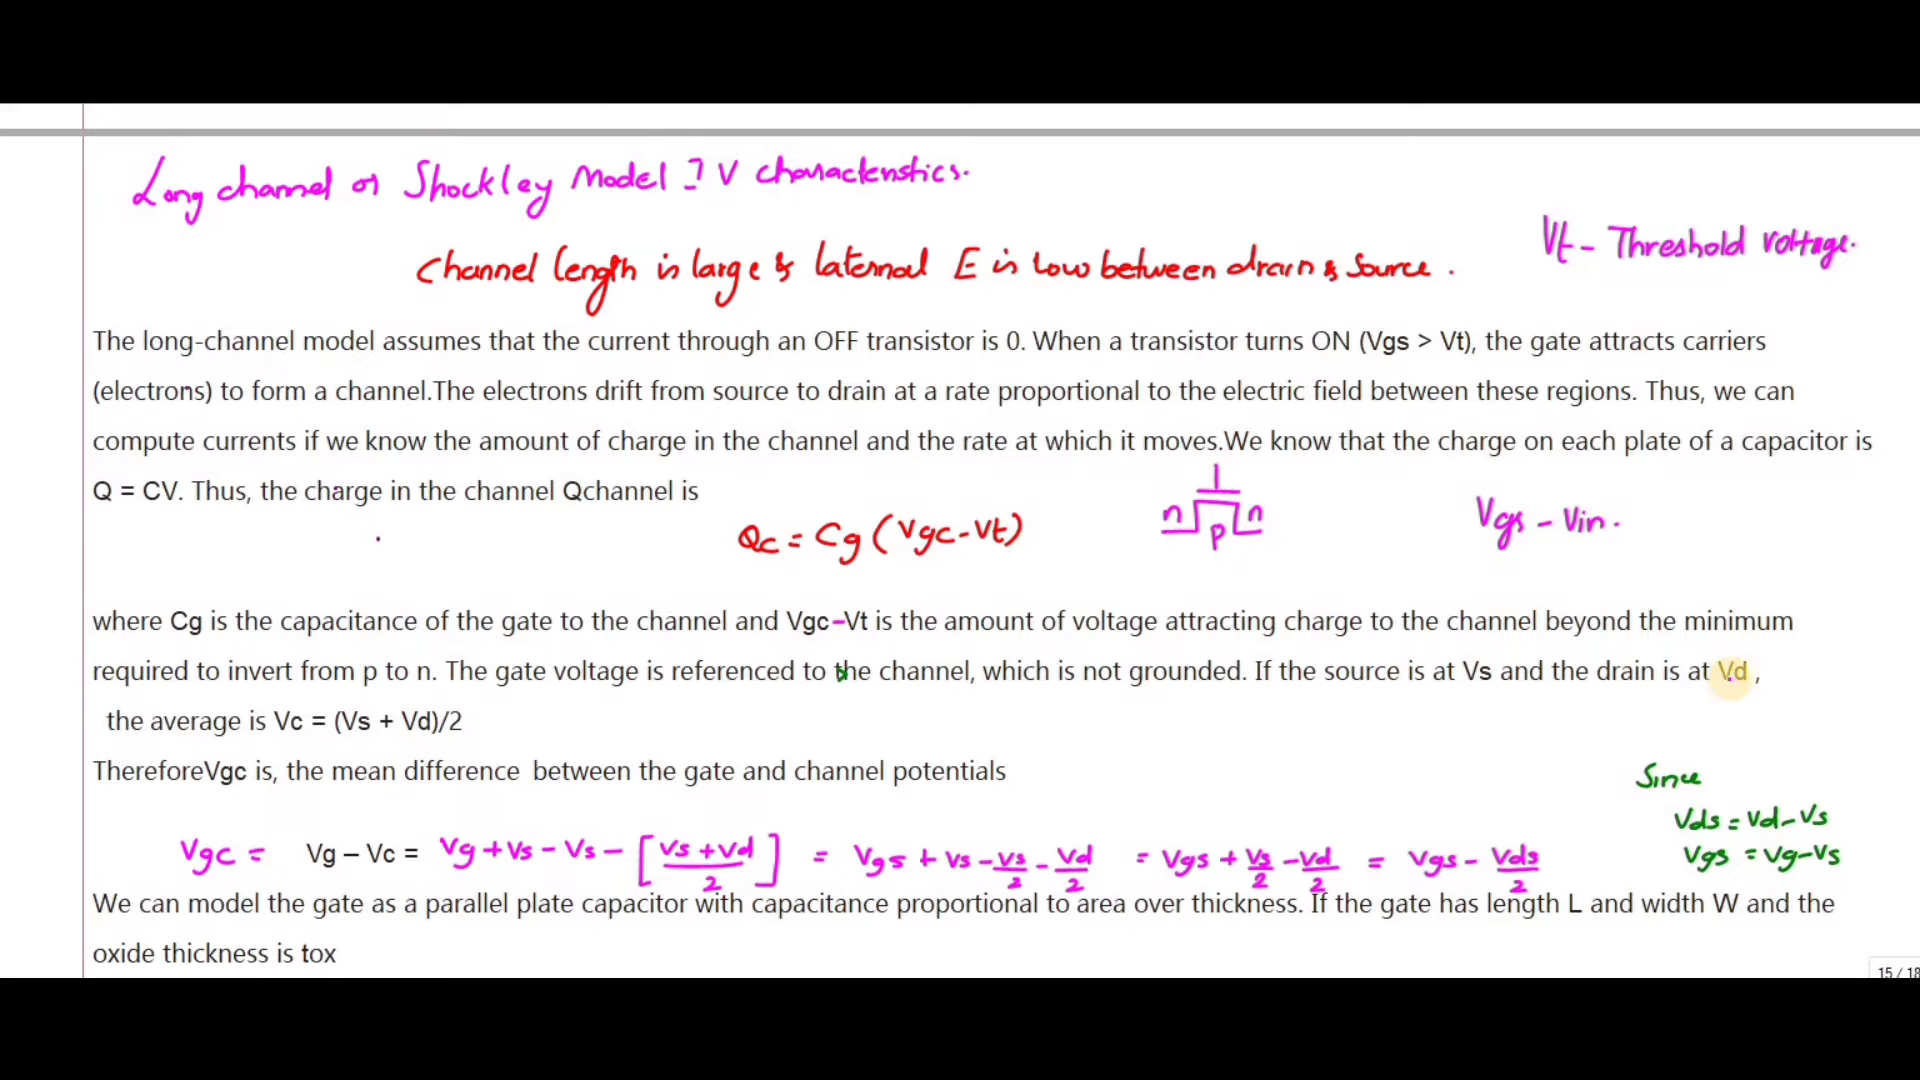 Long channel or Shockley Model I V characteristics.
Vt - Threshold voltage.
Channel length is large & laternal E is low between drain & source .
The long-channel model assumes that the current through an OFF transistor is 0. When a transistor turns ON (Vgs > Vt), the gate attracts carriers
(electrons) to form a channel.The electrons drift from source to drain at a rate proportional to the electric field between these regions. Thus, we can
compute currents if we know the amount of charge in the channel and the rate at which it moves.We know that the charge on each plate of a capacitor is
Q = CV. Thus, the charge in the channel Qchannel is
Qc = Cg (Vgc-Vt)
n p n
Vgs - Vin.
where Cg is the capacitance of the gate to the channel and Vgc-Vt is the amount of voltage attracting charge to the channel beyond the minimum
required to invert from p to n. The gate voltage is referenced to the channel, which is not grounded. If the source is at Vs and the drain is at Vd ,
the average is Vc = (Vs + Vd)/2
ThereforeVgc is, the mean difference between the gate and channel potentials
Since
Vds = Vd-Vs
Vgs = Vg-Vs
Vgc = Vg – Vc = Vg + Vs - Vs - [Vs + Vd / 2] = Vgs + Vs - Vs/2 - Vd/2 = Vgs + Vs/2 - Vd/2 = Vgs - Vds/2
We can model the gate as a parallel plate capacitor with capacitance proportional to area over thickness. If the gate has length L and width W and the
oxide thickness is tox
15 / 18